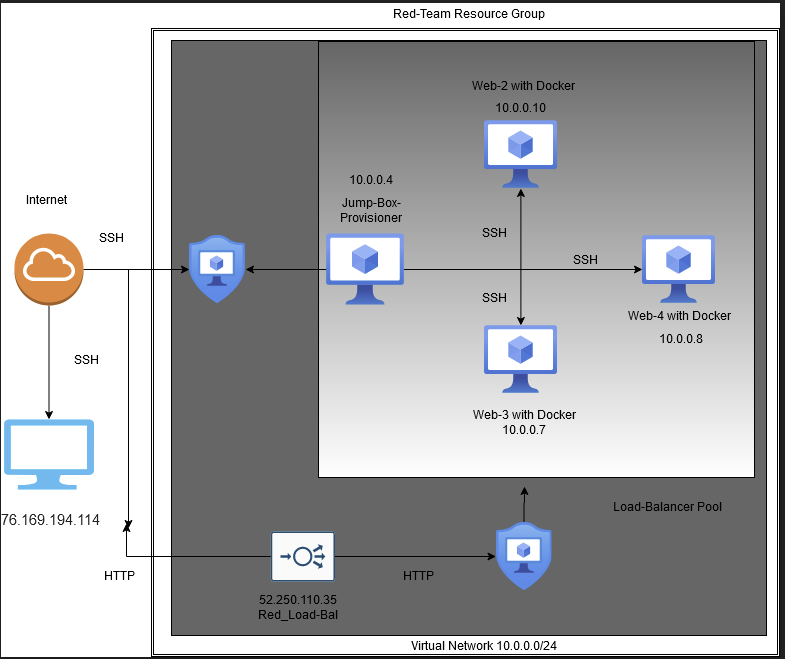 Red-Team Resource Group
Web-2 with Docker
10.0.0.10
10.0.0.4
Jump-Box-
Provisioner
Internet
SSH
SSH
SSH
SSH
Web-4 with Docker
10.0.0.8
SSH
Web-3 with Docker
10.0.0.7
Load-Balancer Pool
76.169.194.114
HTTP
HTTP
52.250.110.35
Red_Load-Bal
Virtual Network 10.0.0.0/24